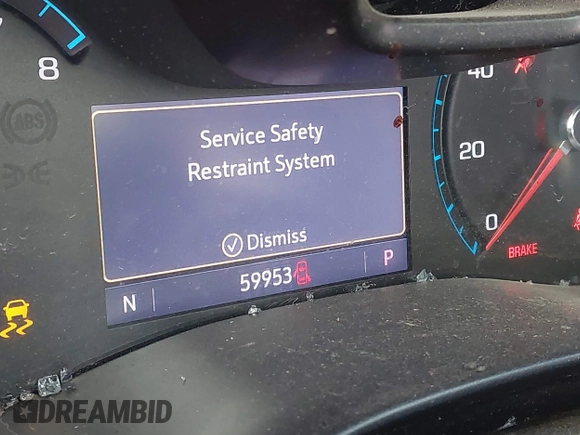 8
ABS
Service Safety
Restraint System
Dismiss
N
59953
P
40
20
0
BRAKE
DREAMBID